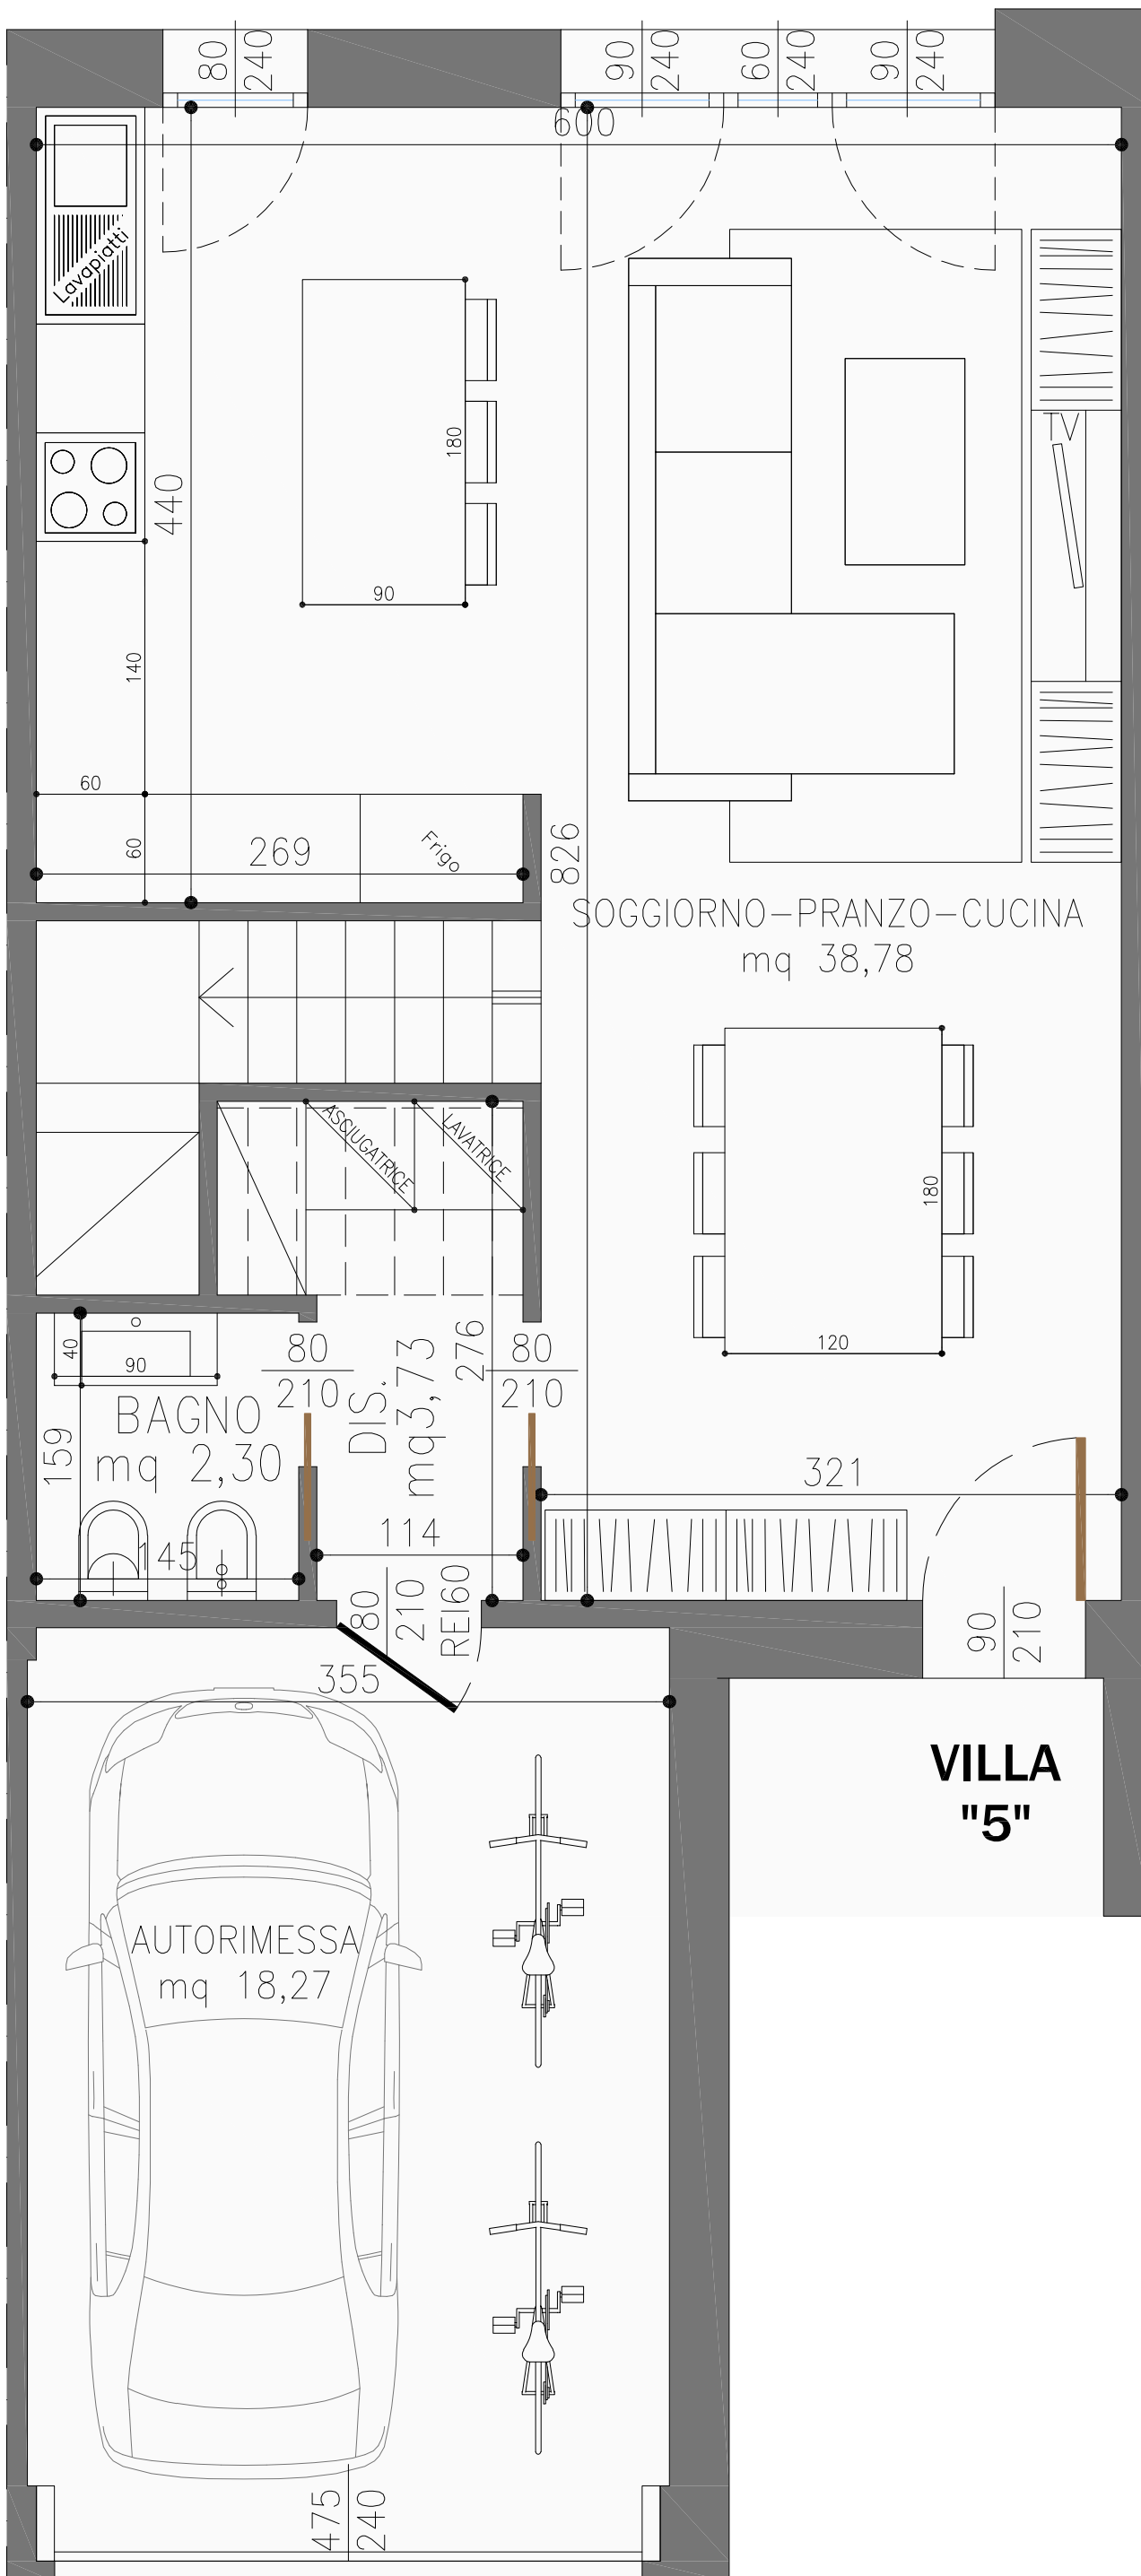 80
240
90
240
60
240
90
240
600
Lavapiatti
TV
180
440
90
140
60
60
269
Frigo
826
SOGGIORNO-PRANZO-CUCINA
mq 38,78
ASCIUGATRICE
LAVATRICE
180
120
40
90
80
210
276
80
210
BAGNO
mq 2,30
DIS.
mq3,73
159
321
114
145
80
210
REI60
90
210
355
VILLA
"5"
AUTORIMESSA
mq 18,27
475
240